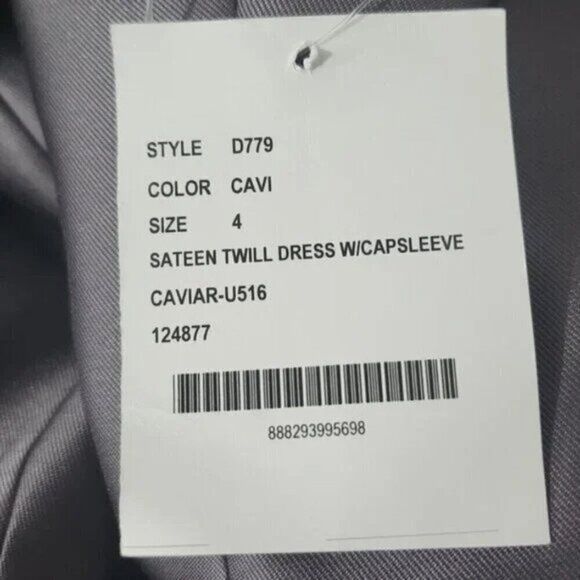 STYLE D779
COLOR CAVI
SIZE 4
SATEEN TWILL DRESS W/CAPSLEEVE
CAVIAR-U516
124877
888293995698